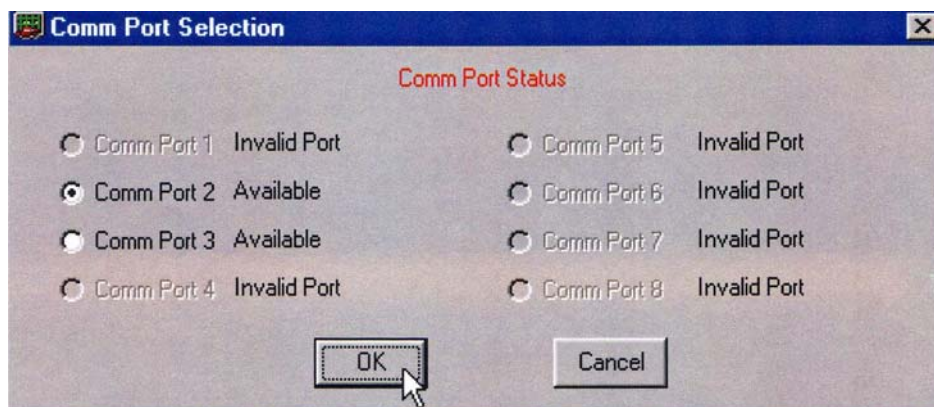 Comm Port Selection
Comm Port Status
Comm Port 1 Invalid Port
Comm Port 2 Available
Comm Port 3 Available
Comm Port 4 Invalid Port
Comm Port 5 Invalid Port
Comm Port 6 Invalid Port
Comm Port 7 Invalid Port
Comm Port 8 Invalid Port
OK
Cancel